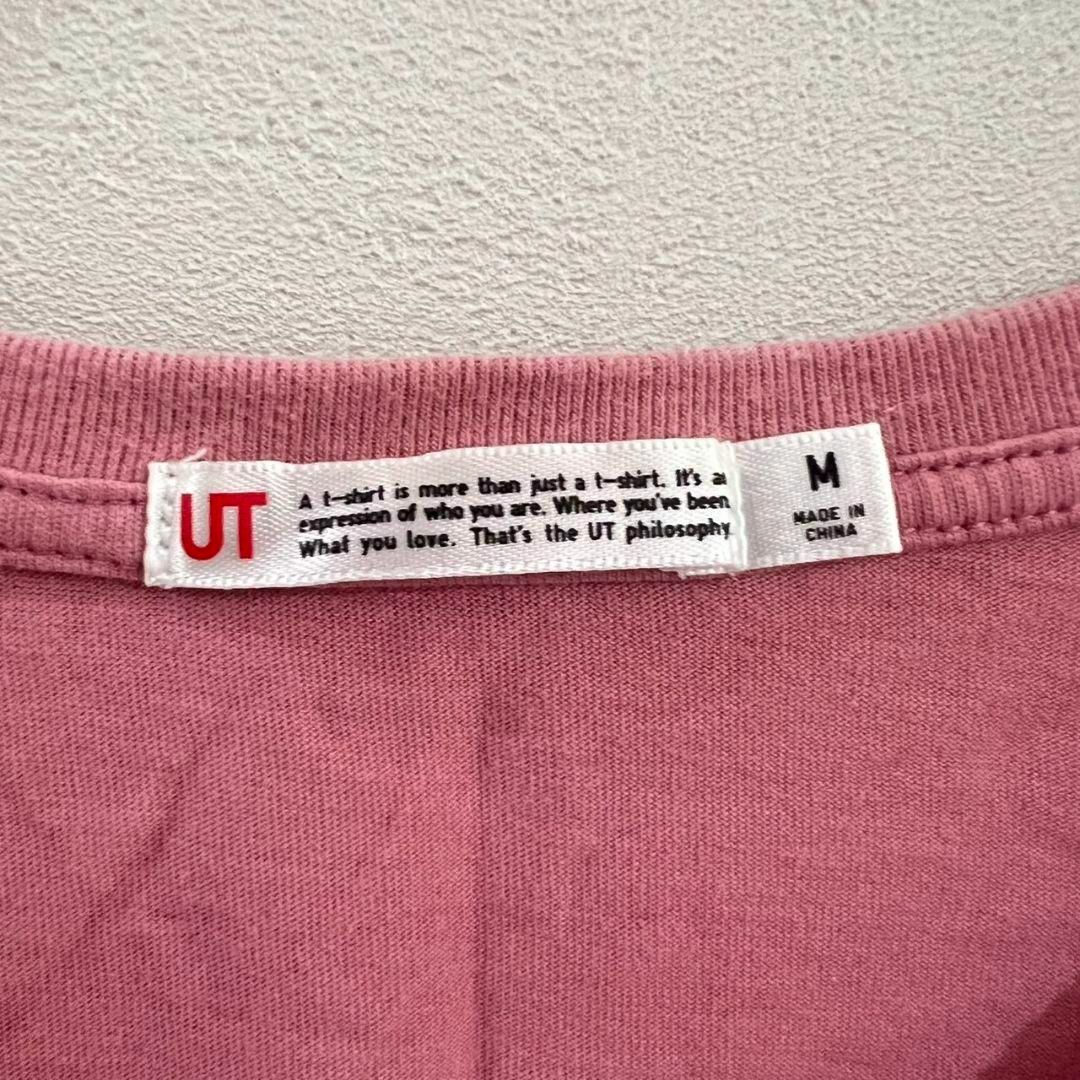 UT
A t-shirt is more than just a t-shirt. It's a
expression of who you are. Where you've been
What you love. That's the UT philosophy
M
MADE IN
CHINA